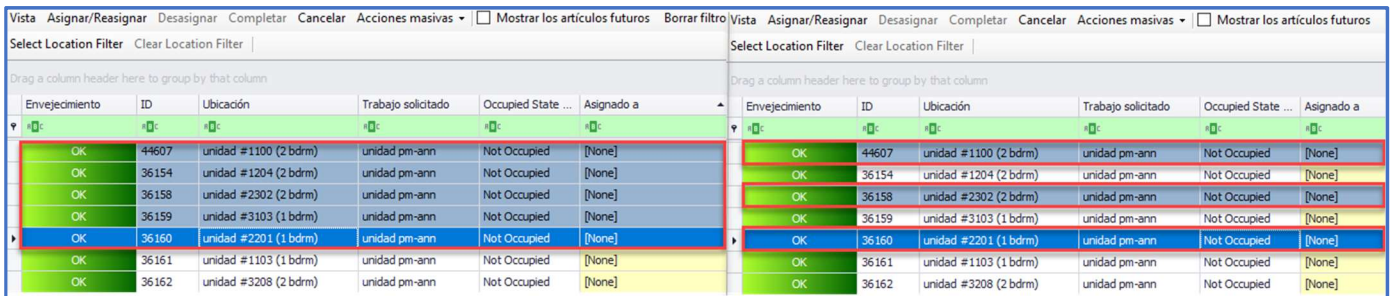 Vista Asignar/Reasignar Desasignar Completar Cancelar Acciones masivas Mostrar los artículos futuros Borrar filtro
Select Location Filter Clear Location Filter
Drag a column header here to group by that column
Envejecimiento ID Ubicación Trabajo solicitado Occupied State ... Asignado a
OK 44607 unidad #1100 (2 bdrm) unidad pm-ann Not Occupied [None]
OK 36154 unidad #1204 (2 bdrm) unidad pm-ann Not Occupied [None]
OK 36158 unidad #2302 (2 bdrm) unidad pm-ann Not Occupied [None]
OK 36159 unidad #3103 (1 bdrm) unidad pm-ann Not Occupied [None]
OK 36160 unidad #2201 (1 bdrm) unidad pm-ann Not Occupied [None]
OK 36161 unidad #1103 (1 bdrm) unidad pm-ann Not Occupied [None]
OK 36162 unidad #3208 (2 bdrm) unidad pm-ann Not Occupied [None]
Vista Asignar/Reasignar Desasignar Completar Cancelar Acciones masivas Mostrar los artículos futuros
Select Location Filter Clear Location Filter
Drag a column header here to group by that column
Envejecimiento ID Ubicación Trabajo solicitado Occupied State ... Asignado a
OK 44607 unidad #1100 (2 bdrm) unidad pm-ann Not Occupied [None]
OK 36154 unidad #1204 (2 bdrm) unidad pm-ann Not Occupied [None]
OK 36158 unidad #2302 (2 bdrm) unidad pm-ann Not Occupied [None]
OK 36159 unidad #3103 (1 bdrm) unidad pm-ann Not Occupied [None]
OK 36160 unidad #2201 (1 bdrm) unidad pm-ann Not Occupied [None]
OK 36161 unidad #1103 (1 bdrm) unidad pm-ann Not Occupied [None]
OK 36162 unidad #3208 (2 bdrm) unidad pm-ann Not Occupied [None]